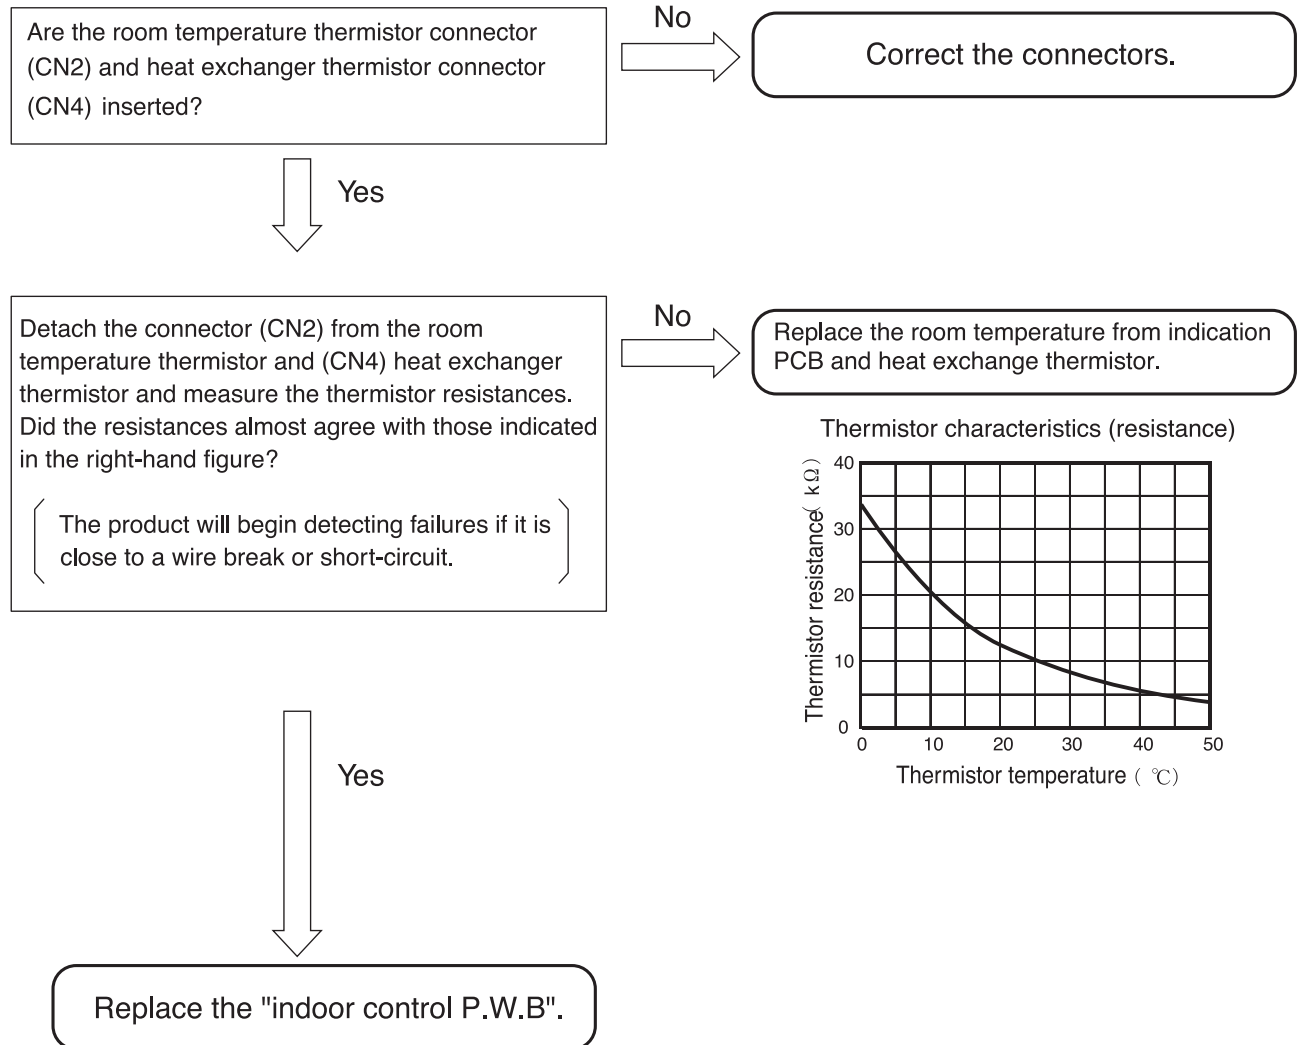 Are the room temperature thermistor connector
(CN2) and heat exchanger thermistor connector
(CN4) inserted?
No
Correct the connectors.
Yes
Detach the connector (CN2) from the room
temperature thermistor and (CN4) heat exchanger
thermistor and measure the thermistor resistances.
Did the resistances almost agree with those indicated
in the right-hand figure?
The product will begin detecting failures if it is
close to a wire break or short-circuit.
No
Replace the room temperature from indication
PCB and heat exchange thermistor.
Thermistor characteristics (resistance)
Thermistor resistance( kΩ)
40
30
20
10
0
0 10 20 30 40 50
Thermistor temperature ( ℃)
Yes
Replace the "indoor control P.W.B".